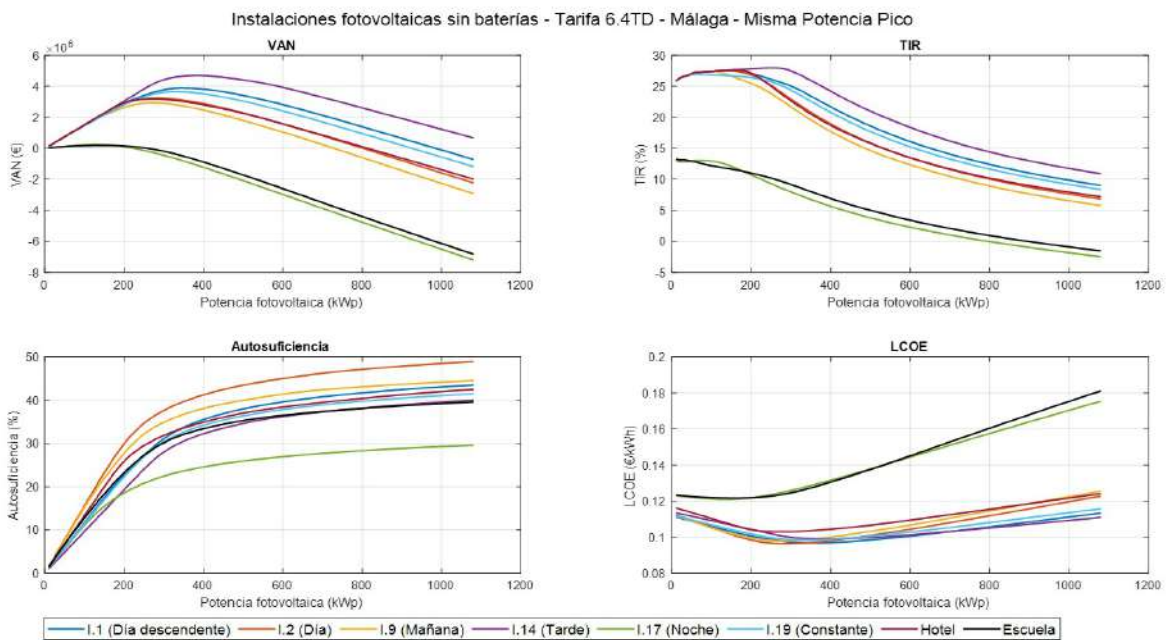 Instalaciones fotovoltaicas sin baterías - Tarifa 6.4TD - Málaga - Misma Potencia Pico
VAN
×10⁶
6
4
2
0
-2
-4
-6
-8
VAN (€)
0 200 400 600 800 1000 1200
Potencia fotovoltaica (kWp)
TIR
30
25
20
15
10
5
0
-5
TIR (%)
0 200 400 600 800 1000 1200
Potencia fotovoltaica (kWp)
Autosuficiencia
50
40
30
20
10
0
Autosuficiencia (%)
0 200 400 600 800 1000 1200
Potencia fotovoltaica (kWp)
LCOE
0.2
0.18
0.16
0.14
0.12
0.1
0.08
LCOE (€/kWh)
0 200 400 600 800 1000 1200
Potencia fotovoltaica (kWp)
I.1 (Día descendente) I.2 (Día) I.9 (Mañana) I.14 (Tarde) I.17 (Noche) I.19 (Constante) Hotel Escuela